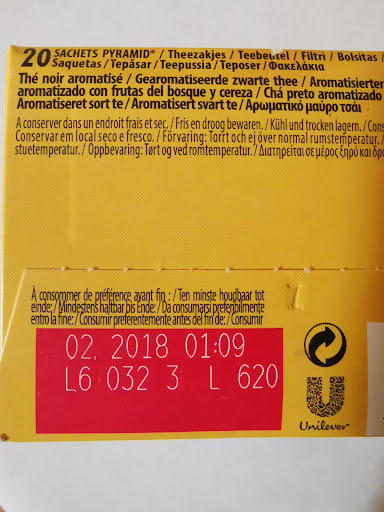 20 SACHETS PYRAMID® / Theezakjes / Teebeutel / Filtri / Bolsitas /
Saquetas / Tepåsar / Teepussia / Teposer / Φακελάκια
Thé noir aromatisé / Gearomatiseerde zwarte thee / Aromatisierter
aromatizado con frutas del bosque y cereza / Chá preto aromatizado
Aromatiseret sort te / Aromatisert svart te / Αρωματικό μαύρο τσάι
A conserver dans un endroit frais et sec. / Fris en droog bewaren. / Kühl und trocken lagern. / Cons
Conservar em local seco e fresco. / Förvaring: Torrt och ej över normal rumstemperatur. /
stuetemperatur. / Oppbevaring: Tørt og ved romtemperatur. / Διατηρείται σε μέρος ξηρό και δρο
À consommer de préférence avant fin : / Ten minste houdbaar tot
einde: / Mindestens haltbar bis Ende: / Da consumarsi preferibilmente
entro la fine: / Consumir preferentemente antes del fin de: / Consumir
02. 2018 01:09
L6 032 3 L 620
Unilever